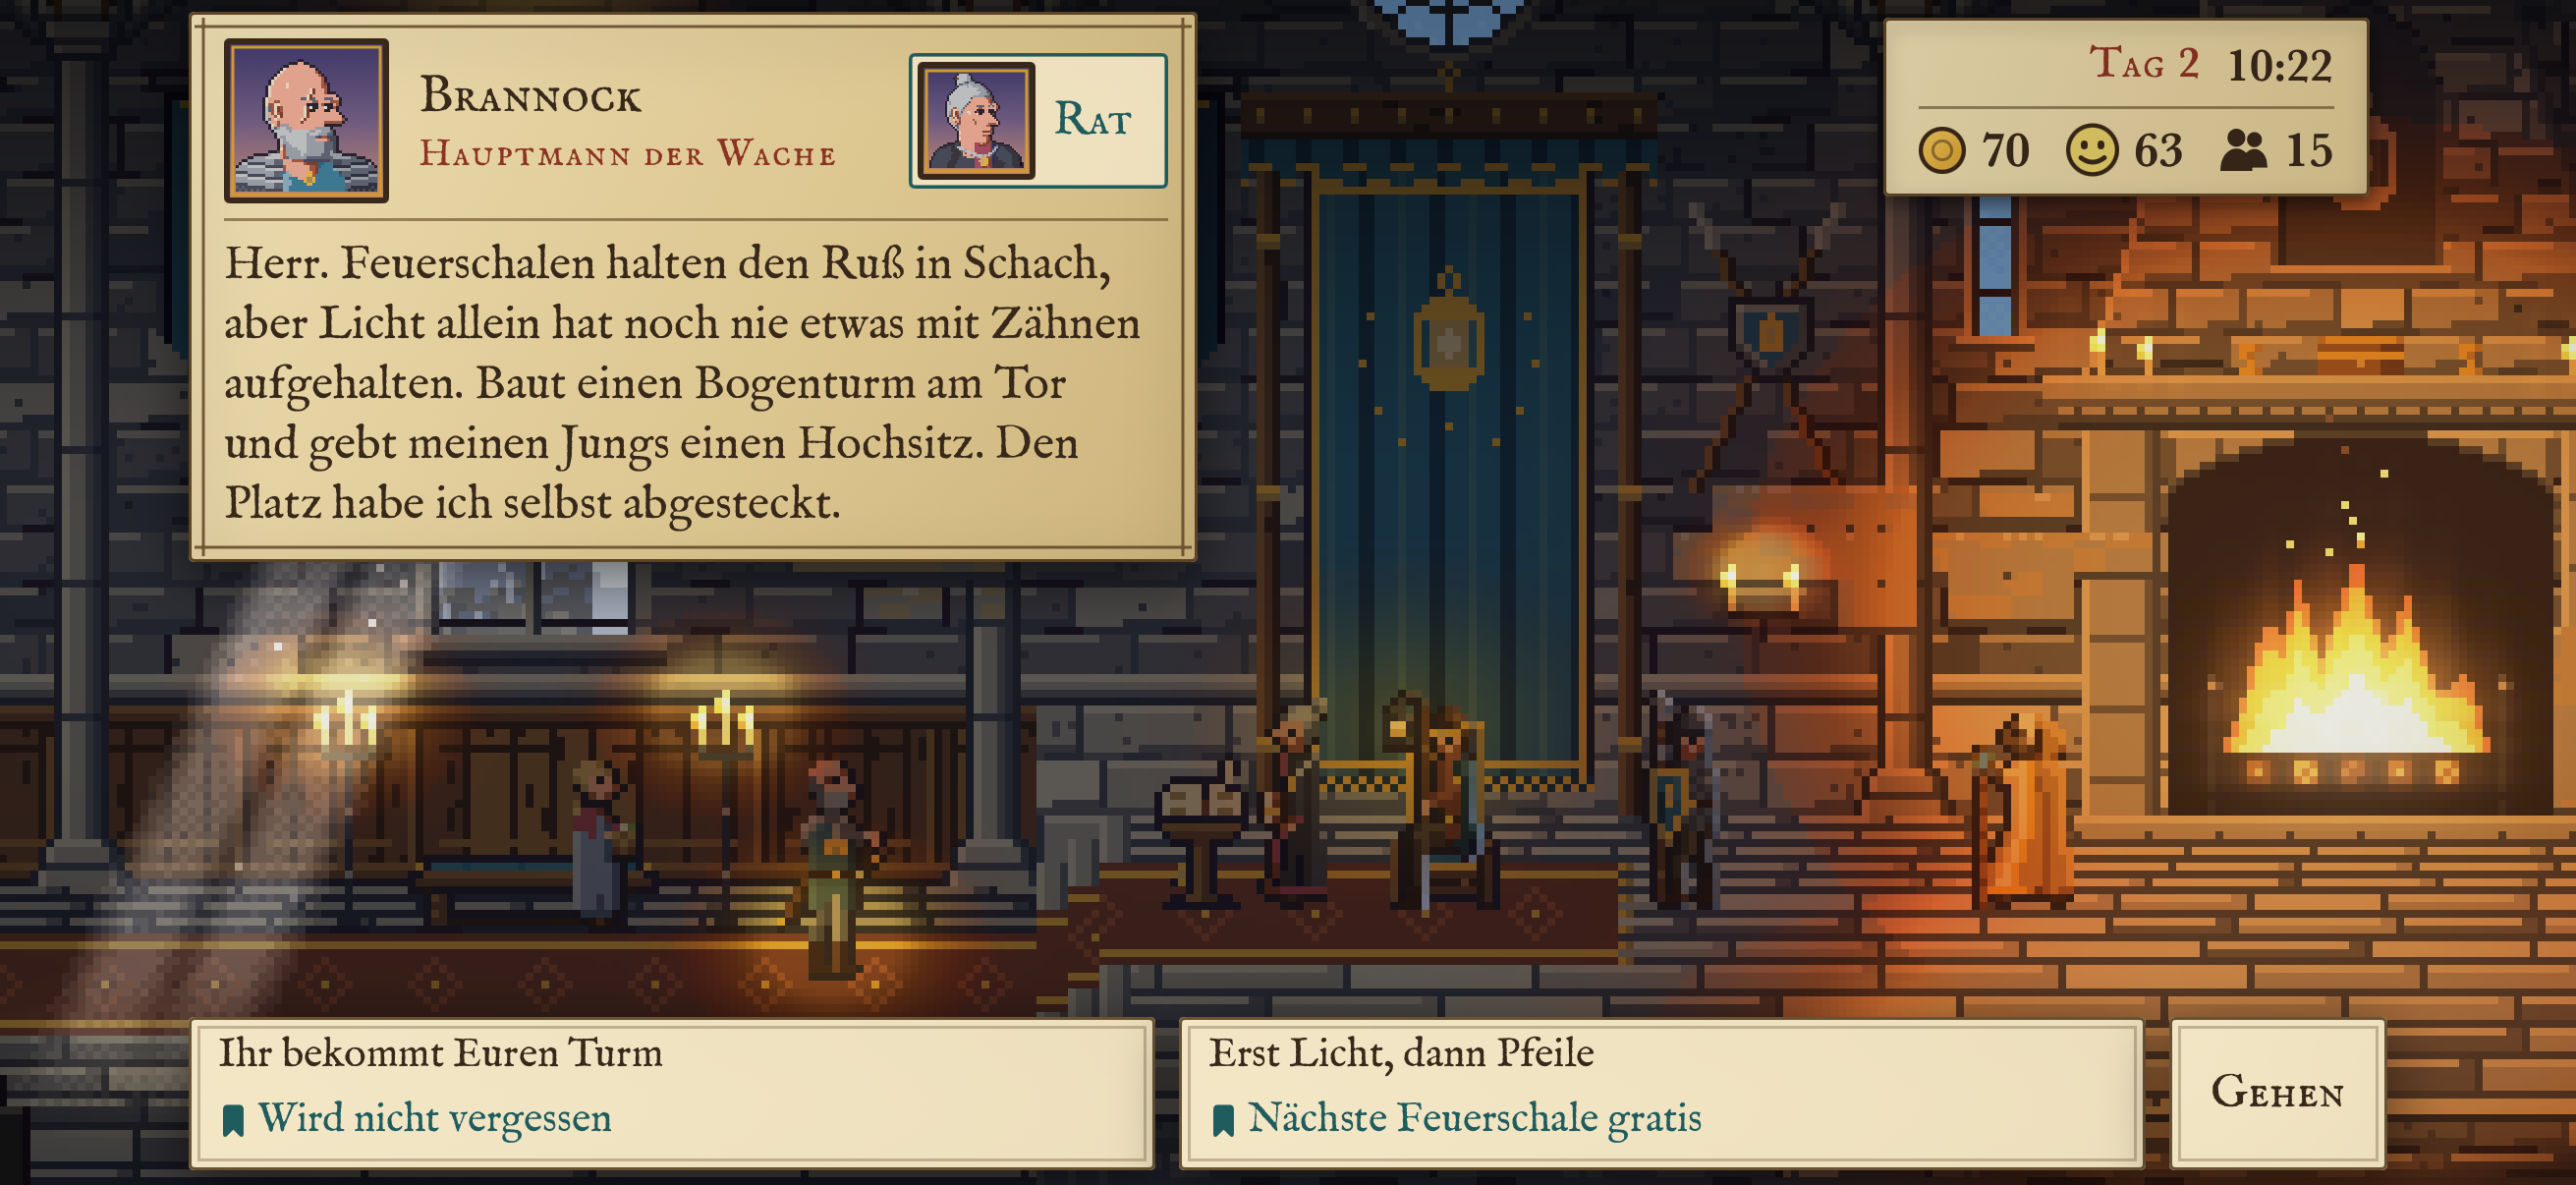 Brannock
Hauptmann der Wache
Rat
Herr. Feuerschalen halten den Ruß in Schach,
aber Licht allein hat noch nie etwas mit Zähnen
aufgehalten. Baut einen Bogenturm am Tor
und gebt meinen Jungs einen Hochsitz. Den
Platz habe ich selbst abgesteckt.
Tag 2 10:22
70 63 15
Ihr bekommt Euren Turm
Wird nicht vergessen
Erst Licht, dann Pfeile
Nächste Feuerschale gratis
Gehen